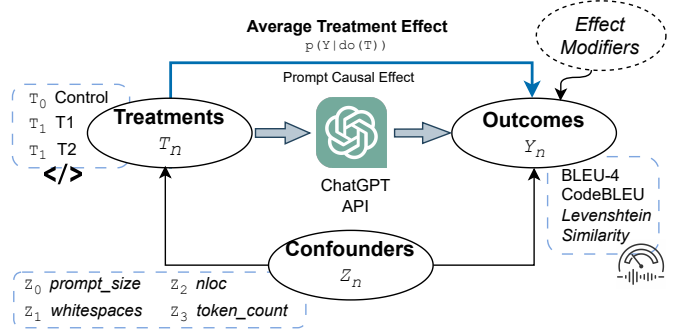 Average Treatment Effect
p(Y|do(T))
Effect
Modifiers
Prompt Causal Effect
T0 Control
T1 T1
T1 T2
</>
Treatments
Tn
ChatGPT
API
Outcomes
Yn
BLEU-4
CodeBLEU
Levenshtein
Similarity
Confounders
Zn
Z0 prompt_size Z2 nloc
Z1 whitespaces Z3 token_count